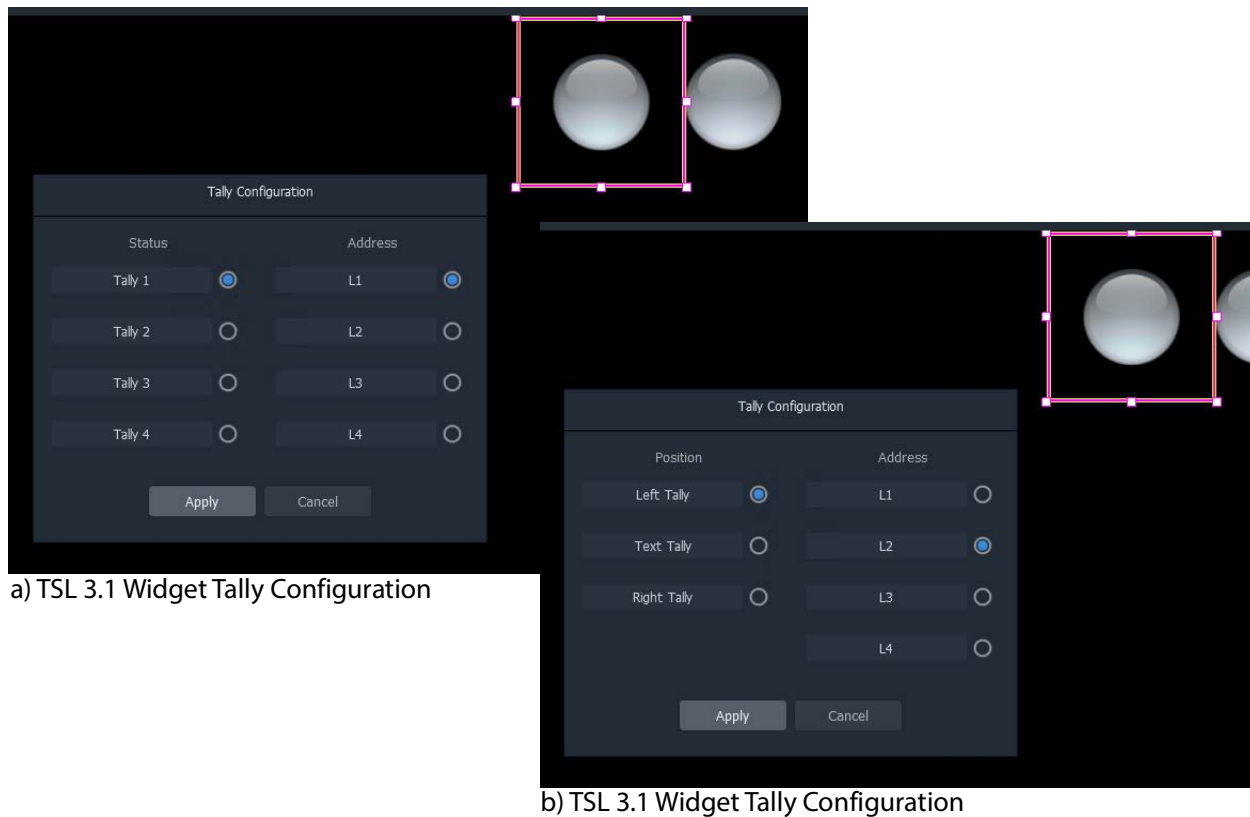 Tally Configuration
Status Address
Tally 1 L1
Tally 2 L2
Tally 3 L3
Tally 4 L4
Apply Cancel
a) TSL 3.1 Widget Tally Configuration
Tally Configuration
Position Address
Left Tally L1
Text Tally L2
Right Tally L3
L4
Apply Cancel
b) TSL 3.1 Widget Tally Configuration